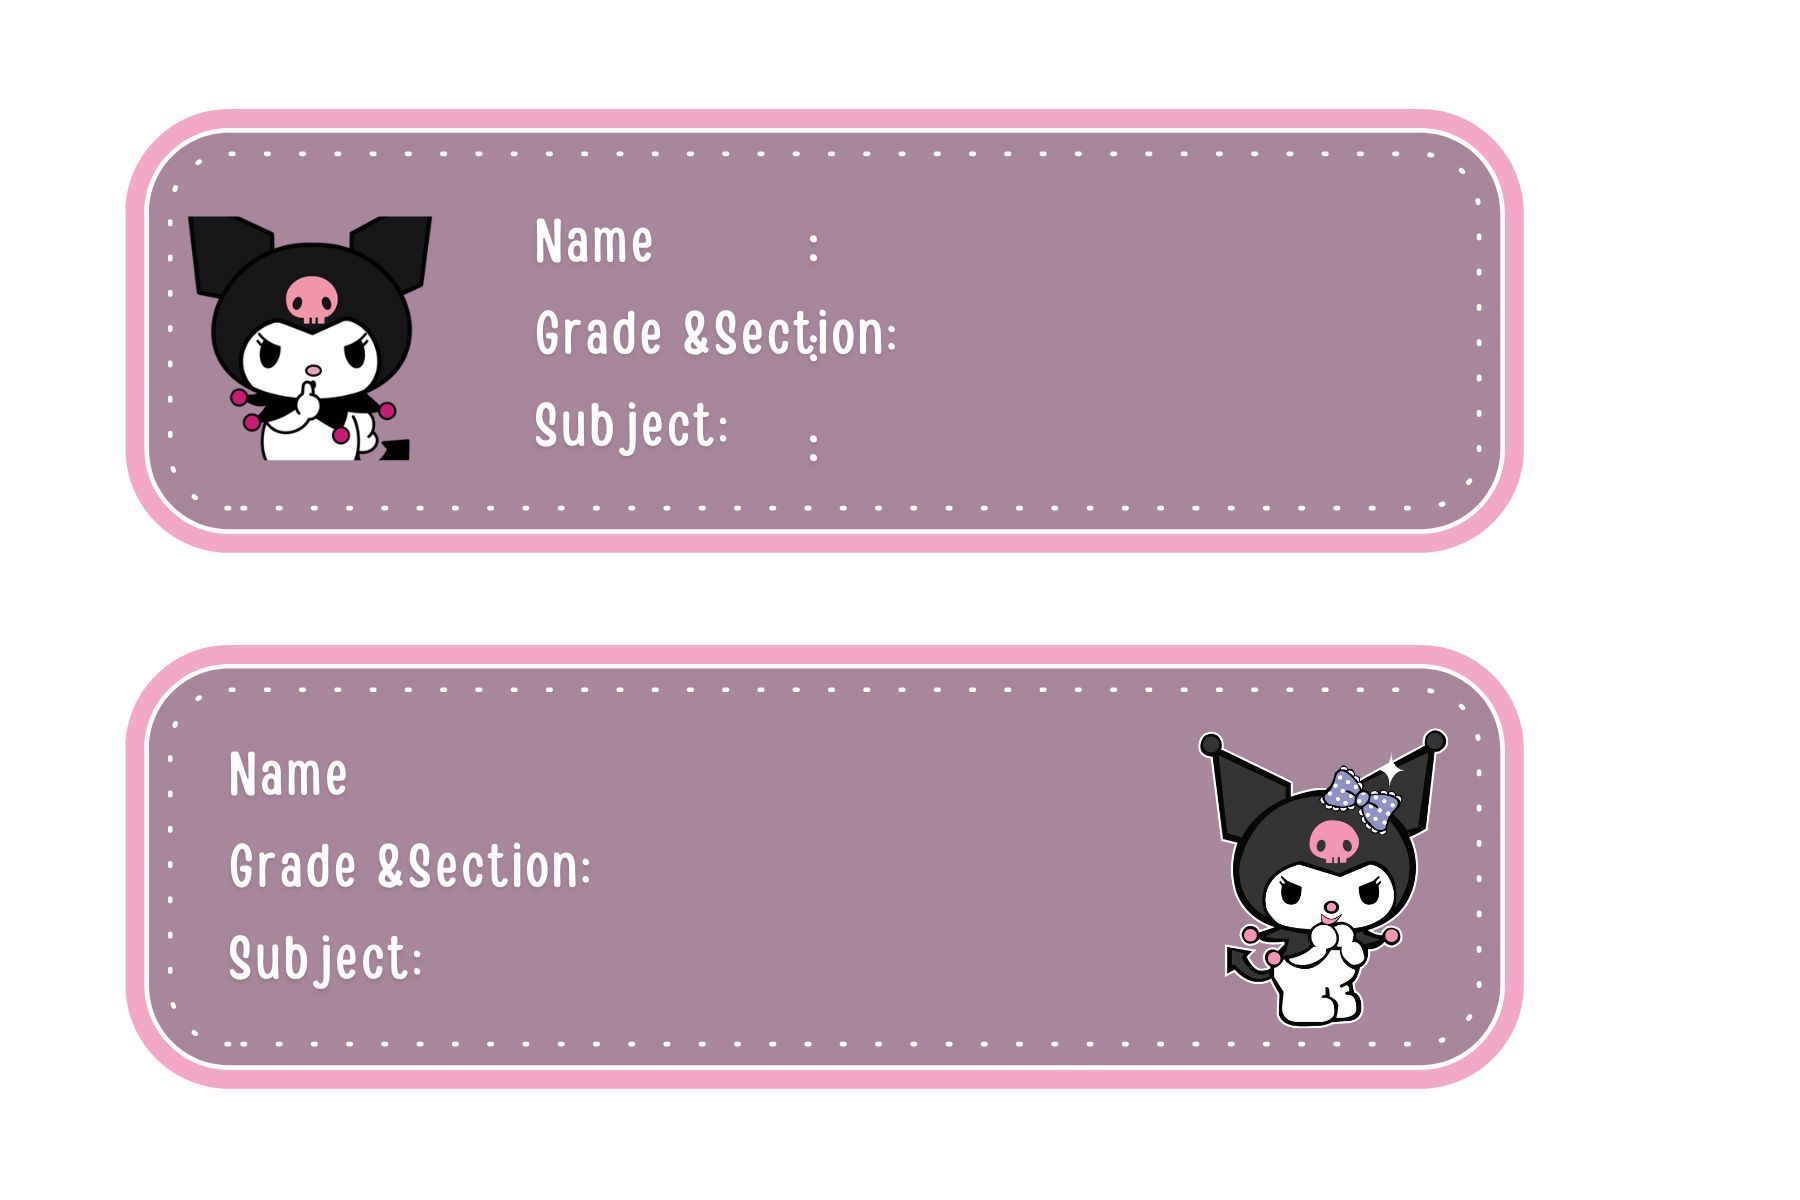 Name :
Grade &Section: :
Subject: :
Name
Grade &Section:
Subject: